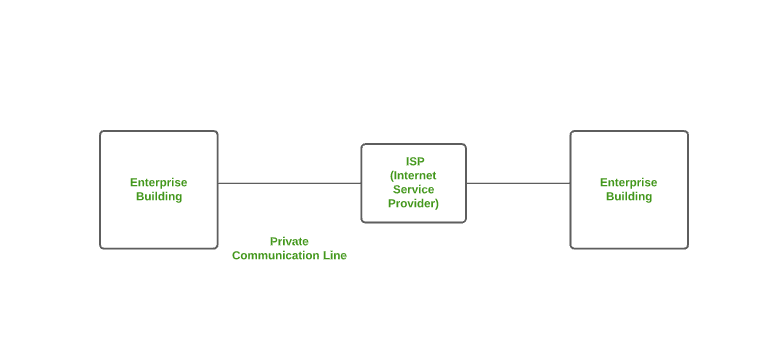 Enterprise
Building
ISP
(Internet
Service
Provider)
Enterprise
Building
Private
Communication Line